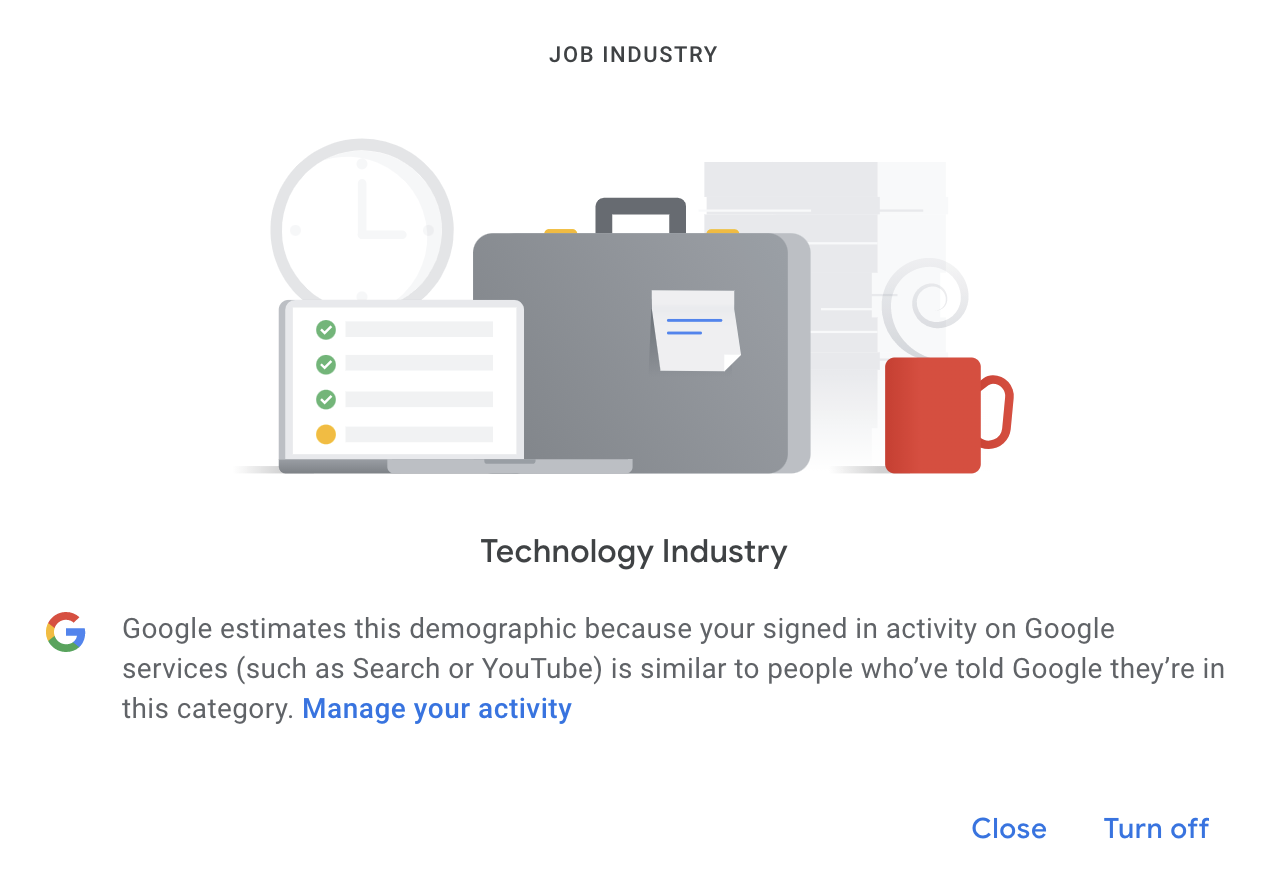 JOB INDUSTRY
Technology Industry
Google estimates this demographic because your signed in activity on Google
services (such as Search or YouTube) is similar to people who’ve told Google they’re in
this category. Manage your activity
Close Turn off